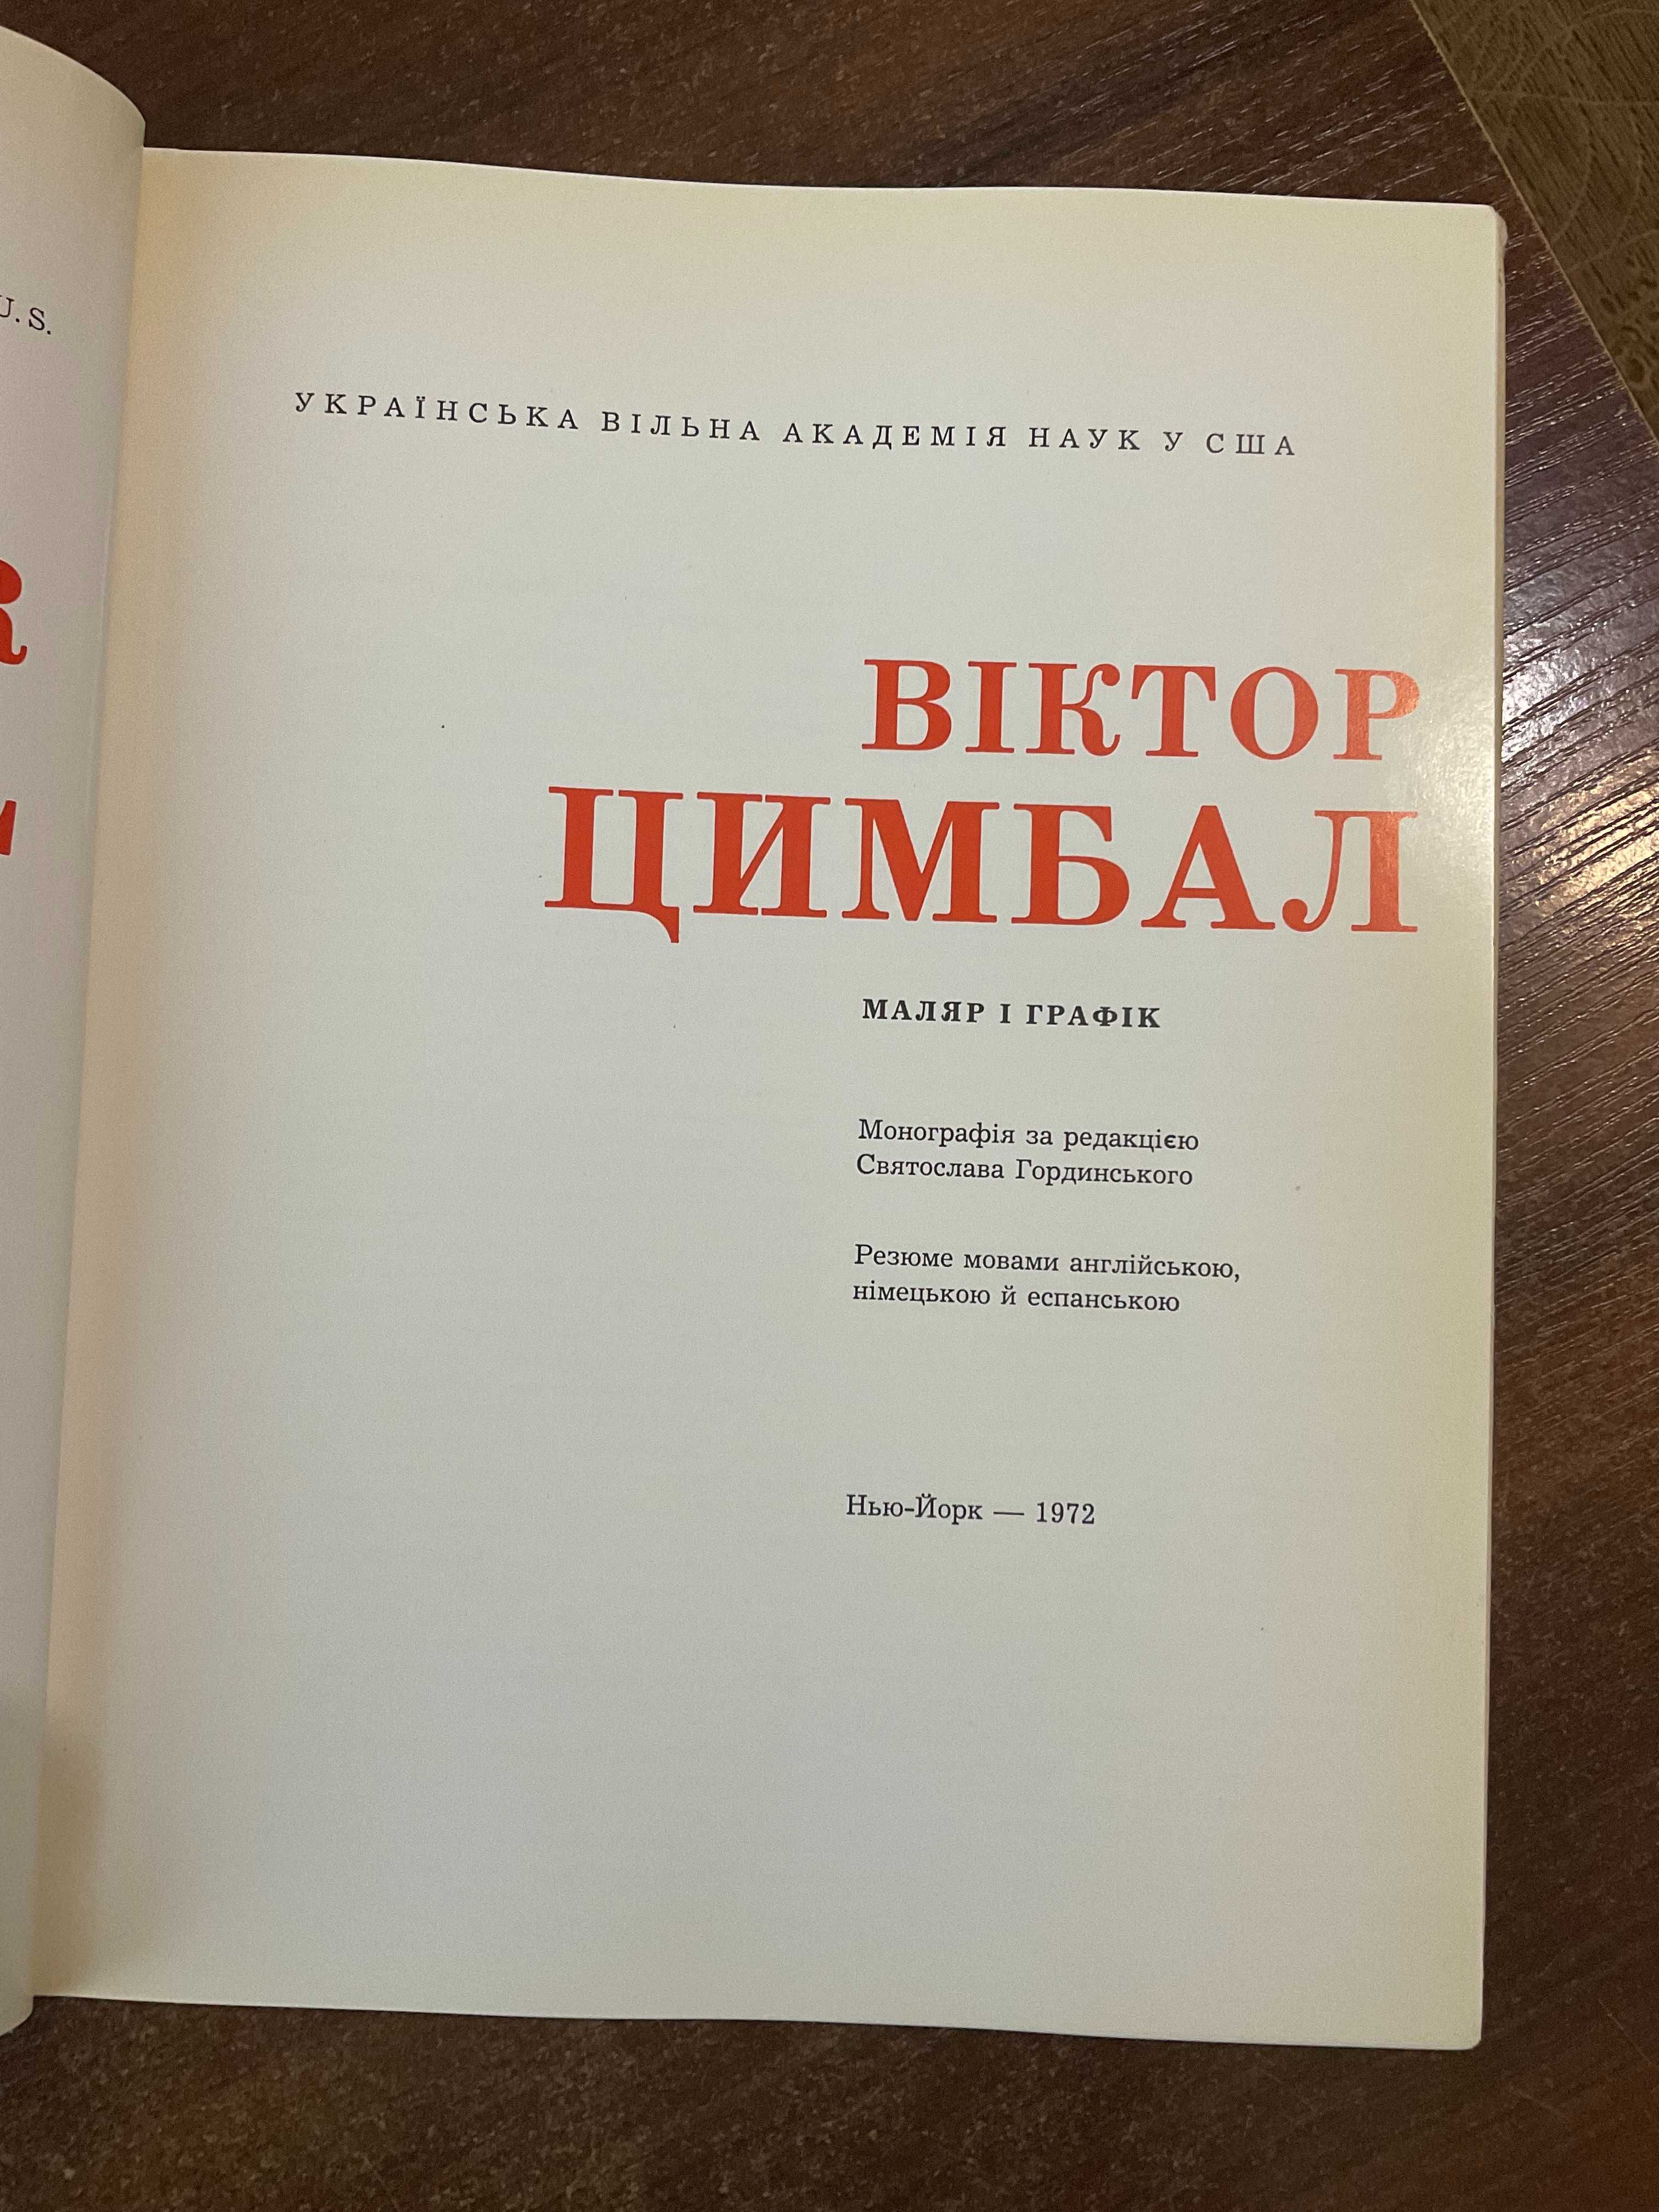 U.S.
УКРАЇНСЬКА ВІЛЬНА АКАДЕМІЯ НАУК У США
ВІКТОР
ЦИМБАЛ
МАЛЯР І ГРАФІК
Монографія за редакцією
Святослава Гординського
Резюме мовами англійською,
німецькою й еспанською
Нью-Йорк — 1972